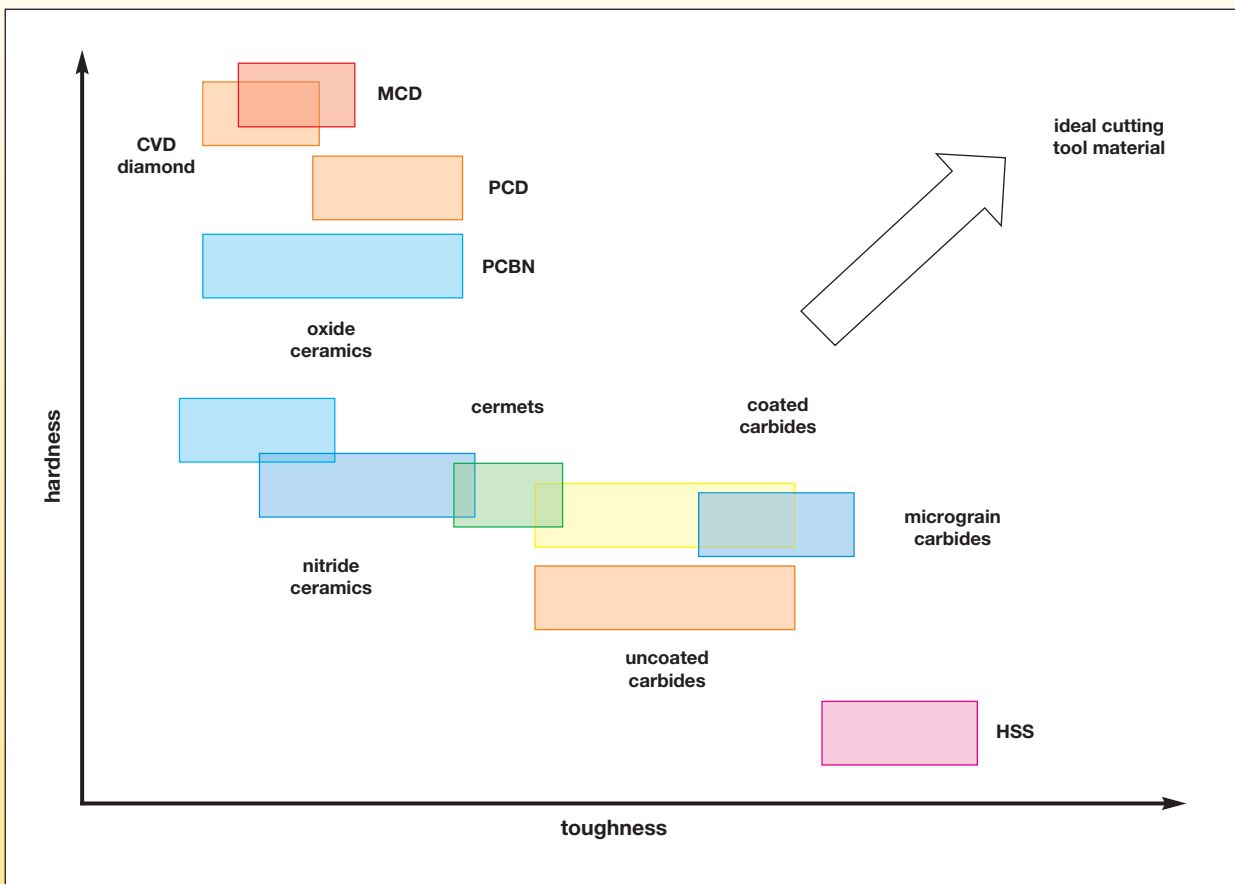 MCD
CVD
diamond
ideal cutting
tool material
PCD
PCBN
oxide
ceramics
hardness
cermets
coated
carbides
micrograin
carbides
nitride
ceramics
uncoated
carbides
HSS
toughness